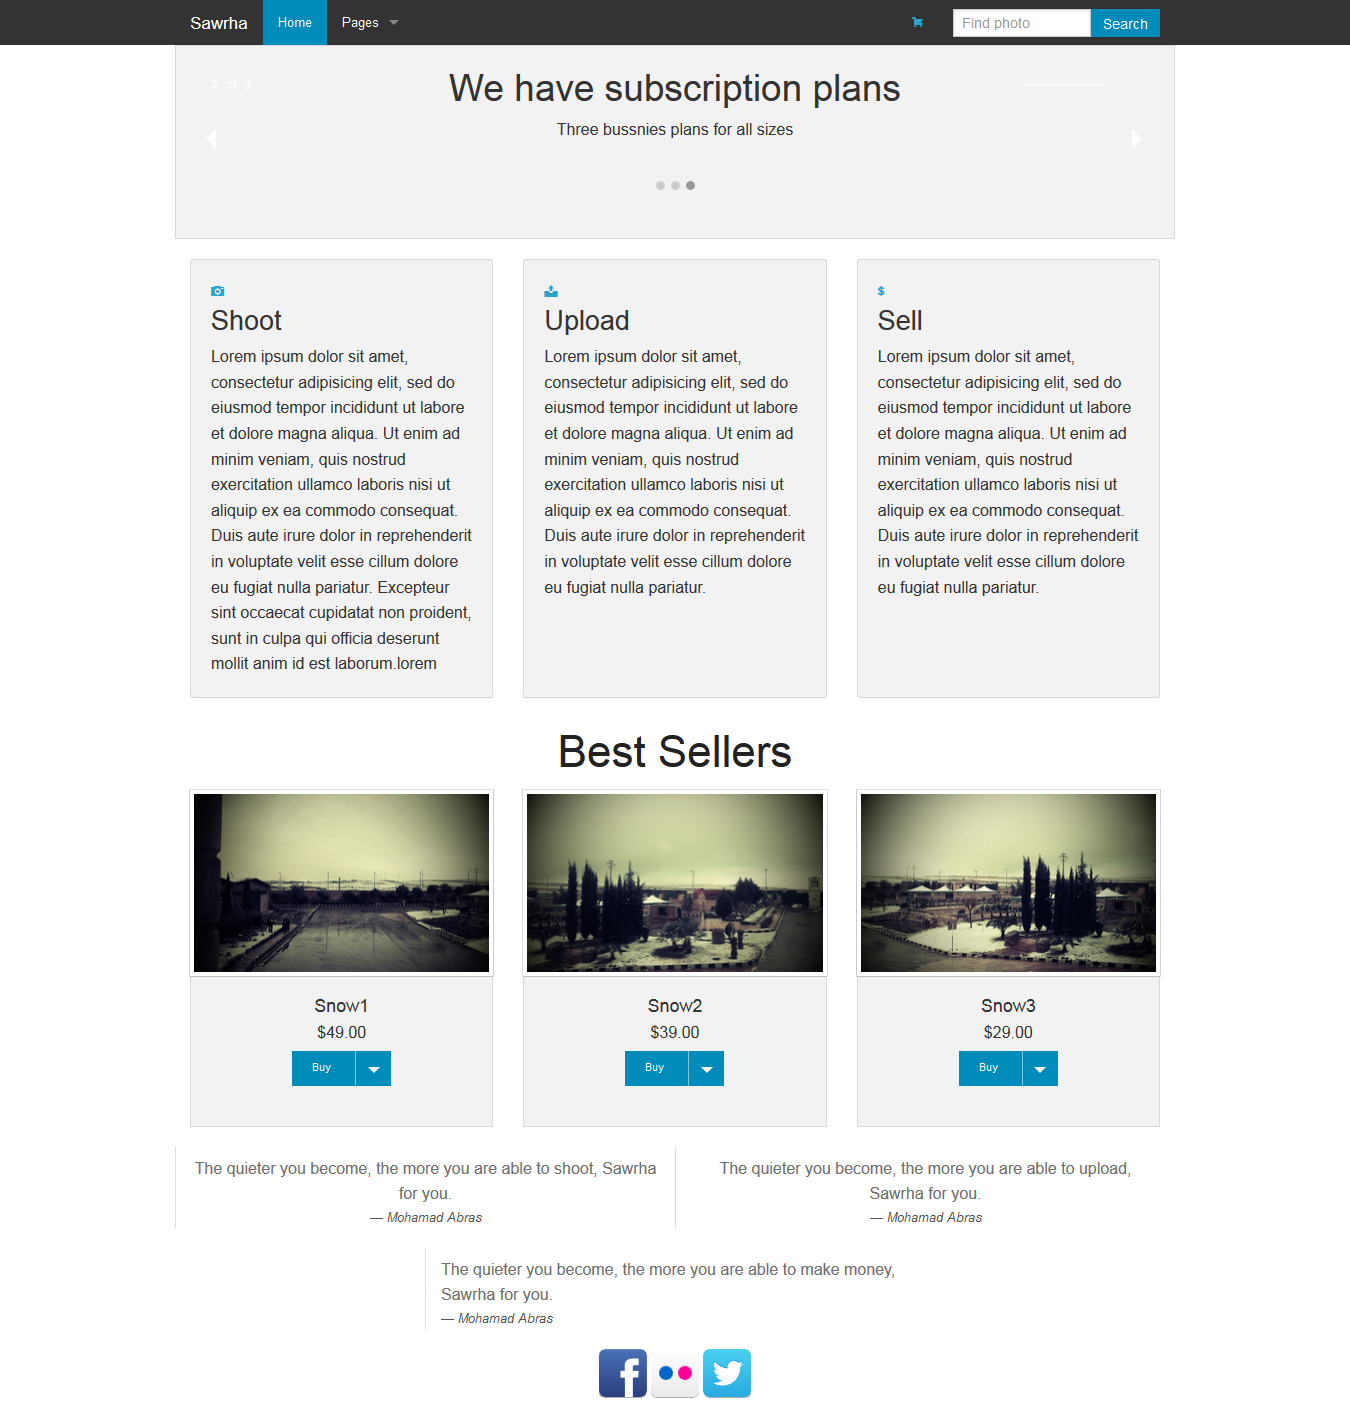 Sawrha Home Pages Find photo Search
3 of 3
We have subscription plans
Three bussnies plans for all sizes
Shoot
Lorem ipsum dolor sit amet,
consectetur adipisicing elit, sed do
eiusmod tempor incididunt ut labore
et dolore magna aliqua. Ut enim ad
minim veniam, quis nostrud
exercitation ullamco laboris nisi ut
aliquip ex ea commodo consequat.
Duis aute irure dolor in reprehenderit
in voluptate velit esse cillum dolore
eu fugiat nulla pariatur. Excepteur
sint occaecat cupidatat non proident,
sunt in culpa qui officia deserunt
mollit anim id est laborum.lorem
Upload
Lorem ipsum dolor sit amet,
consectetur adipisicing elit, sed do
eiusmod tempor incididunt ut labore
et dolore magna aliqua. Ut enim ad
minim veniam, quis nostrud
exercitation ullamco laboris nisi ut
aliquip ex ea commodo consequat.
Duis aute irure dolor in reprehenderit
in voluptate velit esse cillum dolore
eu fugiat nulla pariatur.
$
Sell
Lorem ipsum dolor sit amet,
consectetur adipisicing elit, sed do
eiusmod tempor incididunt ut labore
et dolore magna aliqua. Ut enim ad
minim veniam, quis nostrud
exercitation ullamco laboris nisi ut
aliquip ex ea commodo consequat.
Duis aute irure dolor in reprehenderit
in voluptate velit esse cillum dolore
eu fugiat nulla pariatur.
Best Sellers
Snow1
$49.00
Buy
Snow2
$39.00
Buy
Snow3
$29.00
Buy
The quieter you become, the more you are able to shoot, Sawrha
for you.
— Mohamad Abras
The quieter you become, the more you are able to upload,
Sawrha for you.
— Mohamad Abras
The quieter you become, the more you are able to make money,
Sawrha for you.
— Mohamad Abras
f